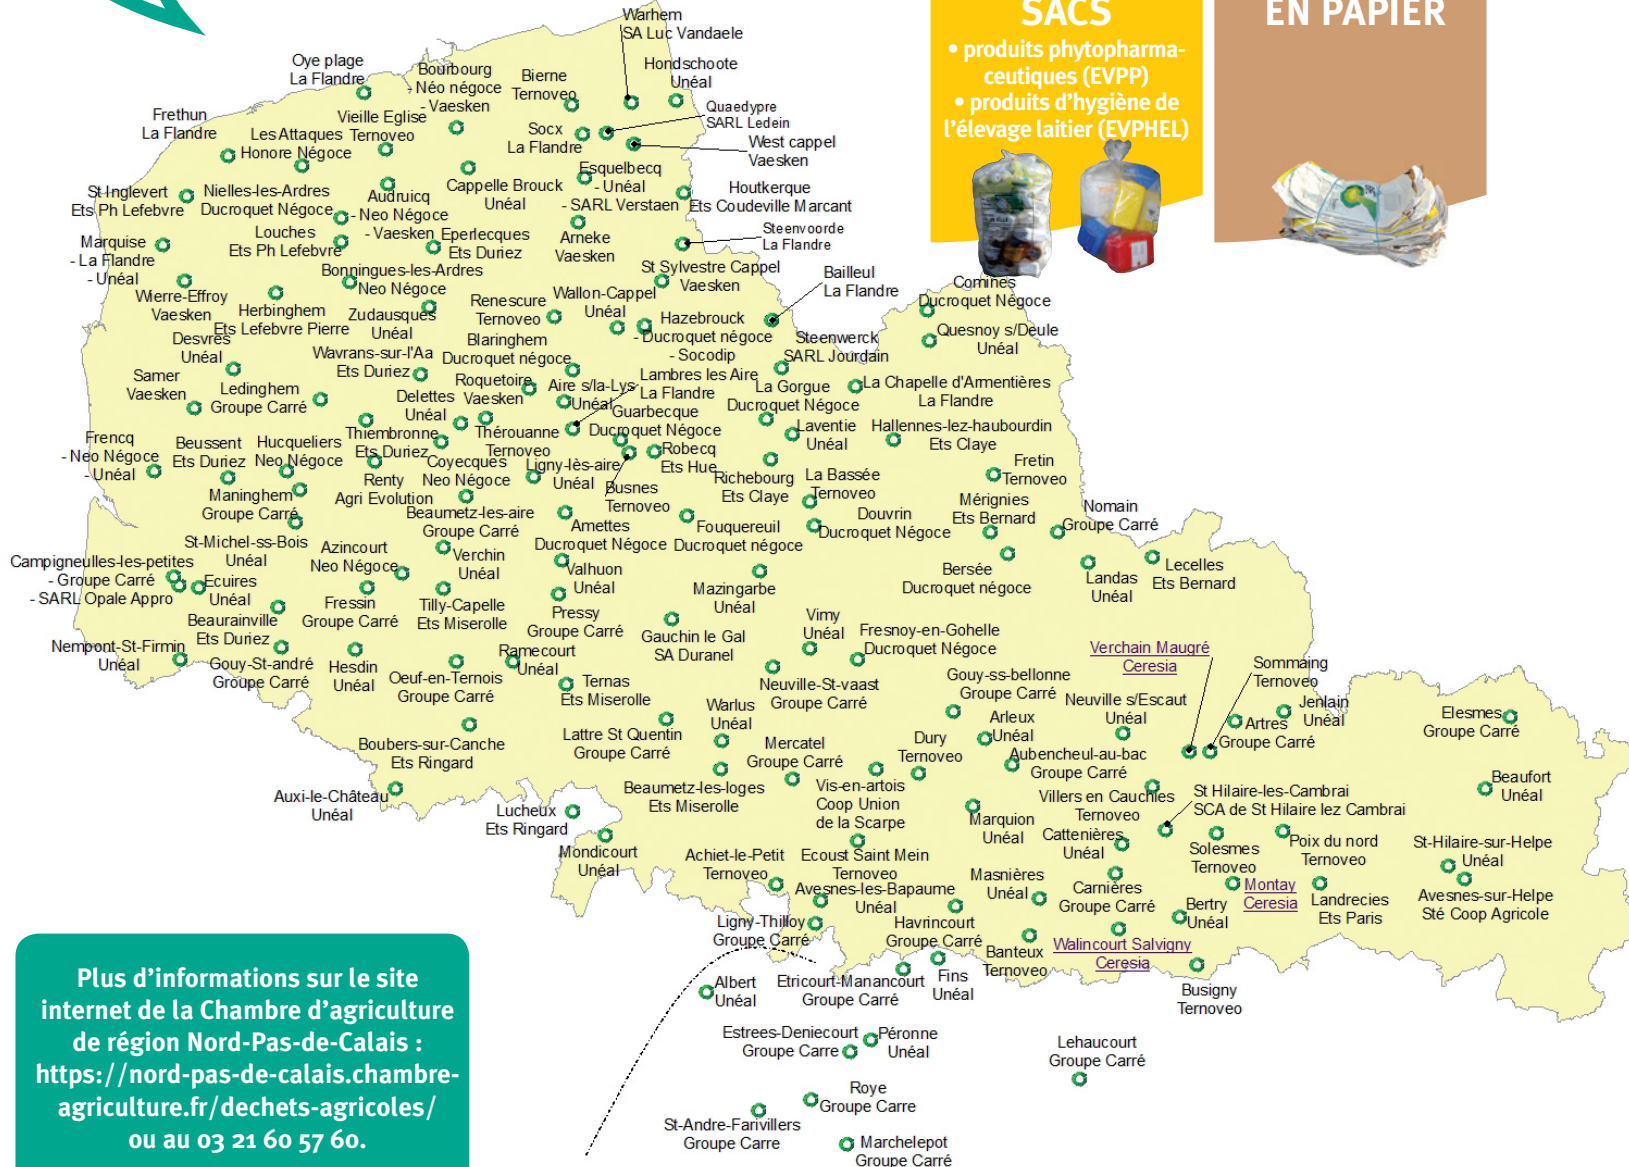 SACS
• produits phytopharma-
ceutiques (EVPP)
• produits d’hygiène de
l’élevage laitier (EVPHEL)
EN PAPIER
Warhem
SA Luc Vandaele
Oye plage
La Flandre
Bourbourg
- Néo négoce
- Vaesken
Bierne
Ternoveo
Hondschoote
Unéal
Frethun
La Flandre
Vieille Eglise
Ternoveo
Quaedypre
SARL Ledein
Les Attaques
Honore Négoce
Socx
La Flandre
West cappel
Vaesken
St Inglevert
Ets Ph Lefebvre
Nielles-les-Ardres
Ducroquet Négoce
Audruicq
- Neo Négoce
- Vaesken
Cappelle Brouck
Unéal
Esquelbecq
- Unéal
- SARL Verstaen
Houtkerque
Ets Coudeville Marcant
Marquise
- La Flandre
- Unéal
Louches
Ets Ph Lefebvre
Eperlecques
Ets Duriez
Arneke
Vaesken
Steenvoorde
La Flandre
Wierre-Effroy
Vaesken
Herbinghem
Ets Lefebvre Pierre
Bonningues-les-Ardres
Neo Négoce
Zudausques
Unéal
Renescure
Ternoveo
Wallon-Cappel
Unéal
St Sylvestre Cappel
Vaesken
Bailleul
La Flandre
Comines
Ducroquet Négoce
Desvres
Unéal
Wavrans-sur-l'Aa
Ets Duriez
Blaringhem
Ducroquet négoce
Hazebrouck
- Ducroquet négoce
- Socodip
Steenwerck
SARL Jourdain
Quesnoy s/Deule
Unéal
Samer
Vaesken
Ledinghem
Groupe Carré
Delettes
Unéal
Roquetoire
Vaesken
Aire s/la-Lys
Unéal
Lambres les Aire
La Flandre
La Gorgue
Ducroquet Négoce
La Chapelle d'Armentières
La Flandre
Guarbecque
Ducroquet Négoce
Laventie
Unéal
Hallennes-lez-haubourdin
Ets Claye
Frencq
- Neo Négoce
- Unéal
Beussent
Ets Duriez
Hucqueliers
Neo Négoce
Thiembronne
Ets Duriez
Thérouanne
Ternoveo
Robecq
Ets Hue
Maninghem
Groupe Carré
Renty
Agri Evolution
Coyecques
Neo Négoce
Ligny-lès-aire
Unéal
Busnes
Ternoveo
Richebourg
Ets Claye
La Bassée
Ternoveo
Fretin
Ternoveo
Beaumetz-les-aire
Groupe Carré
Amettes
Ducroquet Négoce
Fouquereuil
Ducroquet négoce
Douvrin
Ducroquet Négoce
Mérignies
Ets Bernard
Nomain
Groupe Carré
St-Michel-ss-Bois
Unéal
Azincourt
Neo Négoce
Verchin
Unéal
Valhuon
Unéal
Bersée
Ducroquet négoce
Landas
Unéal
Lecelles
Ets Bernard
Campigneulles-les-petites
- Groupe Carré
- SARL Opale Appro
Ecuires
Unéal
Fressin
Groupe Carré
Tilly-Capelle
Ets Miserolle
Pressy
Groupe Carré
Mazingarbe
Unéal
Beaurainville
Ets Duriez
Gauchin le Gal
SA Duranel
Vimy
Unéal
Fresnoy-en-Gohelle
Ducroquet Négoce
Nempont-St-Firmin
Unéal
Gouy-St-andré
Groupe Carré
Hesdin
Unéal
Oeuf-en-Ternois
Groupe Carré
Ramecourt
Unéal
Ternas
Ets Miserolle
Neuville-St-vaast
Groupe Carré
Gouy-ss-bellonne
Groupe Carré
Verchain Maugré
Ceresia
Sommaing
Ternoveo
Boubers-sur-Canche
Ets Ringard
Lattre St Quentin
Groupe Carré
Warlus
Unéal
Mercatel
Groupe Carré
Dury
Ternoveo
Arleux
Unéal
Neuville s/Escaut
Unéal
Artres
Groupe Carré
Jenlain
Unéal
Elesmes
Groupe Carré
Auxi-le-Château
Unéal
Lucheux
Ets Ringard
Beaumetz-les-loges
Ets Miserolle
Vis-en-artois
Coop Union
de la Scarpe
Aubencheul-au-bac
Groupe Carré
Villers en Cauchies
Ternoveo
St Hilaire-les-Cambrai
SCA de St Hilaire lez Cambrai
Beaufort
Unéal
Mondicourt
Unéal
Marquion
Unéal
Cattenières
Unéal
Solesmes
Ternoveo
Poix du nord
Ternoveo
St-Hilaire-sur-Helpe
Unéal
Achiet-le-Petit
Ternoveo
Ecoust Saint Mein
Ternoveo
Masnières
Unéal
Carnières
Groupe Carré
Montay
Ceresia
Landrecies
Ets Paris
Avesnes-sur-Helpe
Sté Coop Agricole
Avesnes-les-Bapaume
Unéal
Bertry
Unéal
Ligny-Thilloy
Groupe Carré
Havrincourt
Groupe Carré
Banteux
Ternoveo
Walincourt Salvigny
Ceresia
Busigny
Ternoveo
Albert
Unéal
Etricourt-Manancourt
Groupe Carré
Fins
Unéal
Estrees-Deniecourt
Groupe Carre
Péronne
Unéal
Lehaucourt
Groupe Carré
Roye
Groupe Carre
St-Andre-Farivillers
Groupe Carre
Marchelepot
Groupe Carré
Plus d’informations sur le site
internet de la Chambre d’agriculture
de région Nord-Pas-de-Calais :
https://nord-pas-de-calais.chambre-
agriculture.fr/dechets-agricoles/
ou au 03 21 60 57 60.